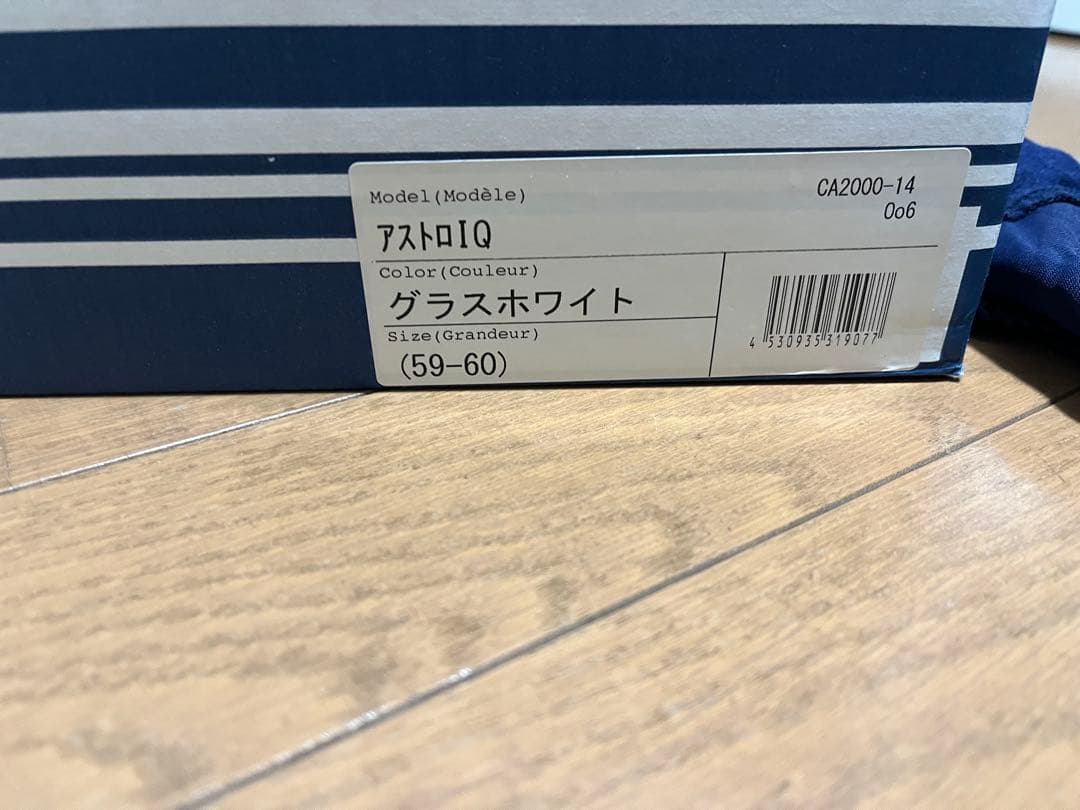 Model(Modèle)
CA2000-14
Oo6
ｱｽﾄﾛIQ
Color(Couleur)
グラスホワイト
Size(Grandeur)
(59-60)
4 530935 319077